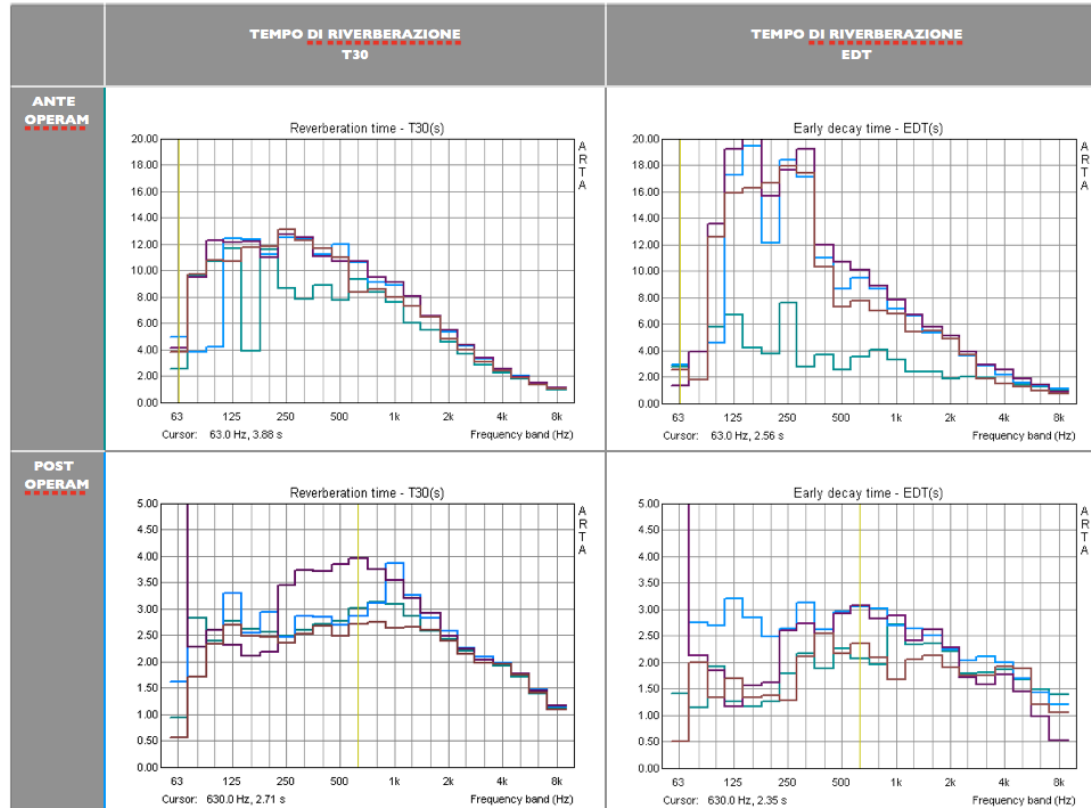 TEMPO DI RIVERBERAZIONE
T30
TEMPO DI RIVERBERAZIONE
EDT
ANTE
OPERAM
Reverberation time - T30(s)
20.00
18.00
16.00
14.00
12.00
10.00
8.00
6.00
4.00
2.00
0.00
A
R
T
A
63 125 250 500 1k 2k 4k 8k
Cursor: 63.0 Hz, 3.88 s Frequency band (Hz)
Early decay time - EDT(s)
20.00
18.00
16.00
14.00
12.00
10.00
8.00
6.00
4.00
2.00
0.00
A
R
T
A
63 125 250 500 1k 2k 4k 8k
Cursor: 63.0 Hz, 2.56 s Frequency band (Hz)
POST
OPERAM
Reverberation time - T30(s)
5.00
4.50
4.00
3.50
3.00
2.50
2.00
1.50
1.00
0.50
0.00
A
R
T
A
63 125 250 500 1k 2k 4k 8k
Cursor: 630.0 Hz, 2.71 s Frequency band (Hz)
Early decay time - EDT(s)
5.00
4.50
4.00
3.50
3.00
2.50
2.00
1.50
1.00
0.50
0.00
A
R
T
A
63 125 250 500 1k 2k 4k 8k
Cursor: 630.0 Hz, 2.35 s Frequency band (Hz)